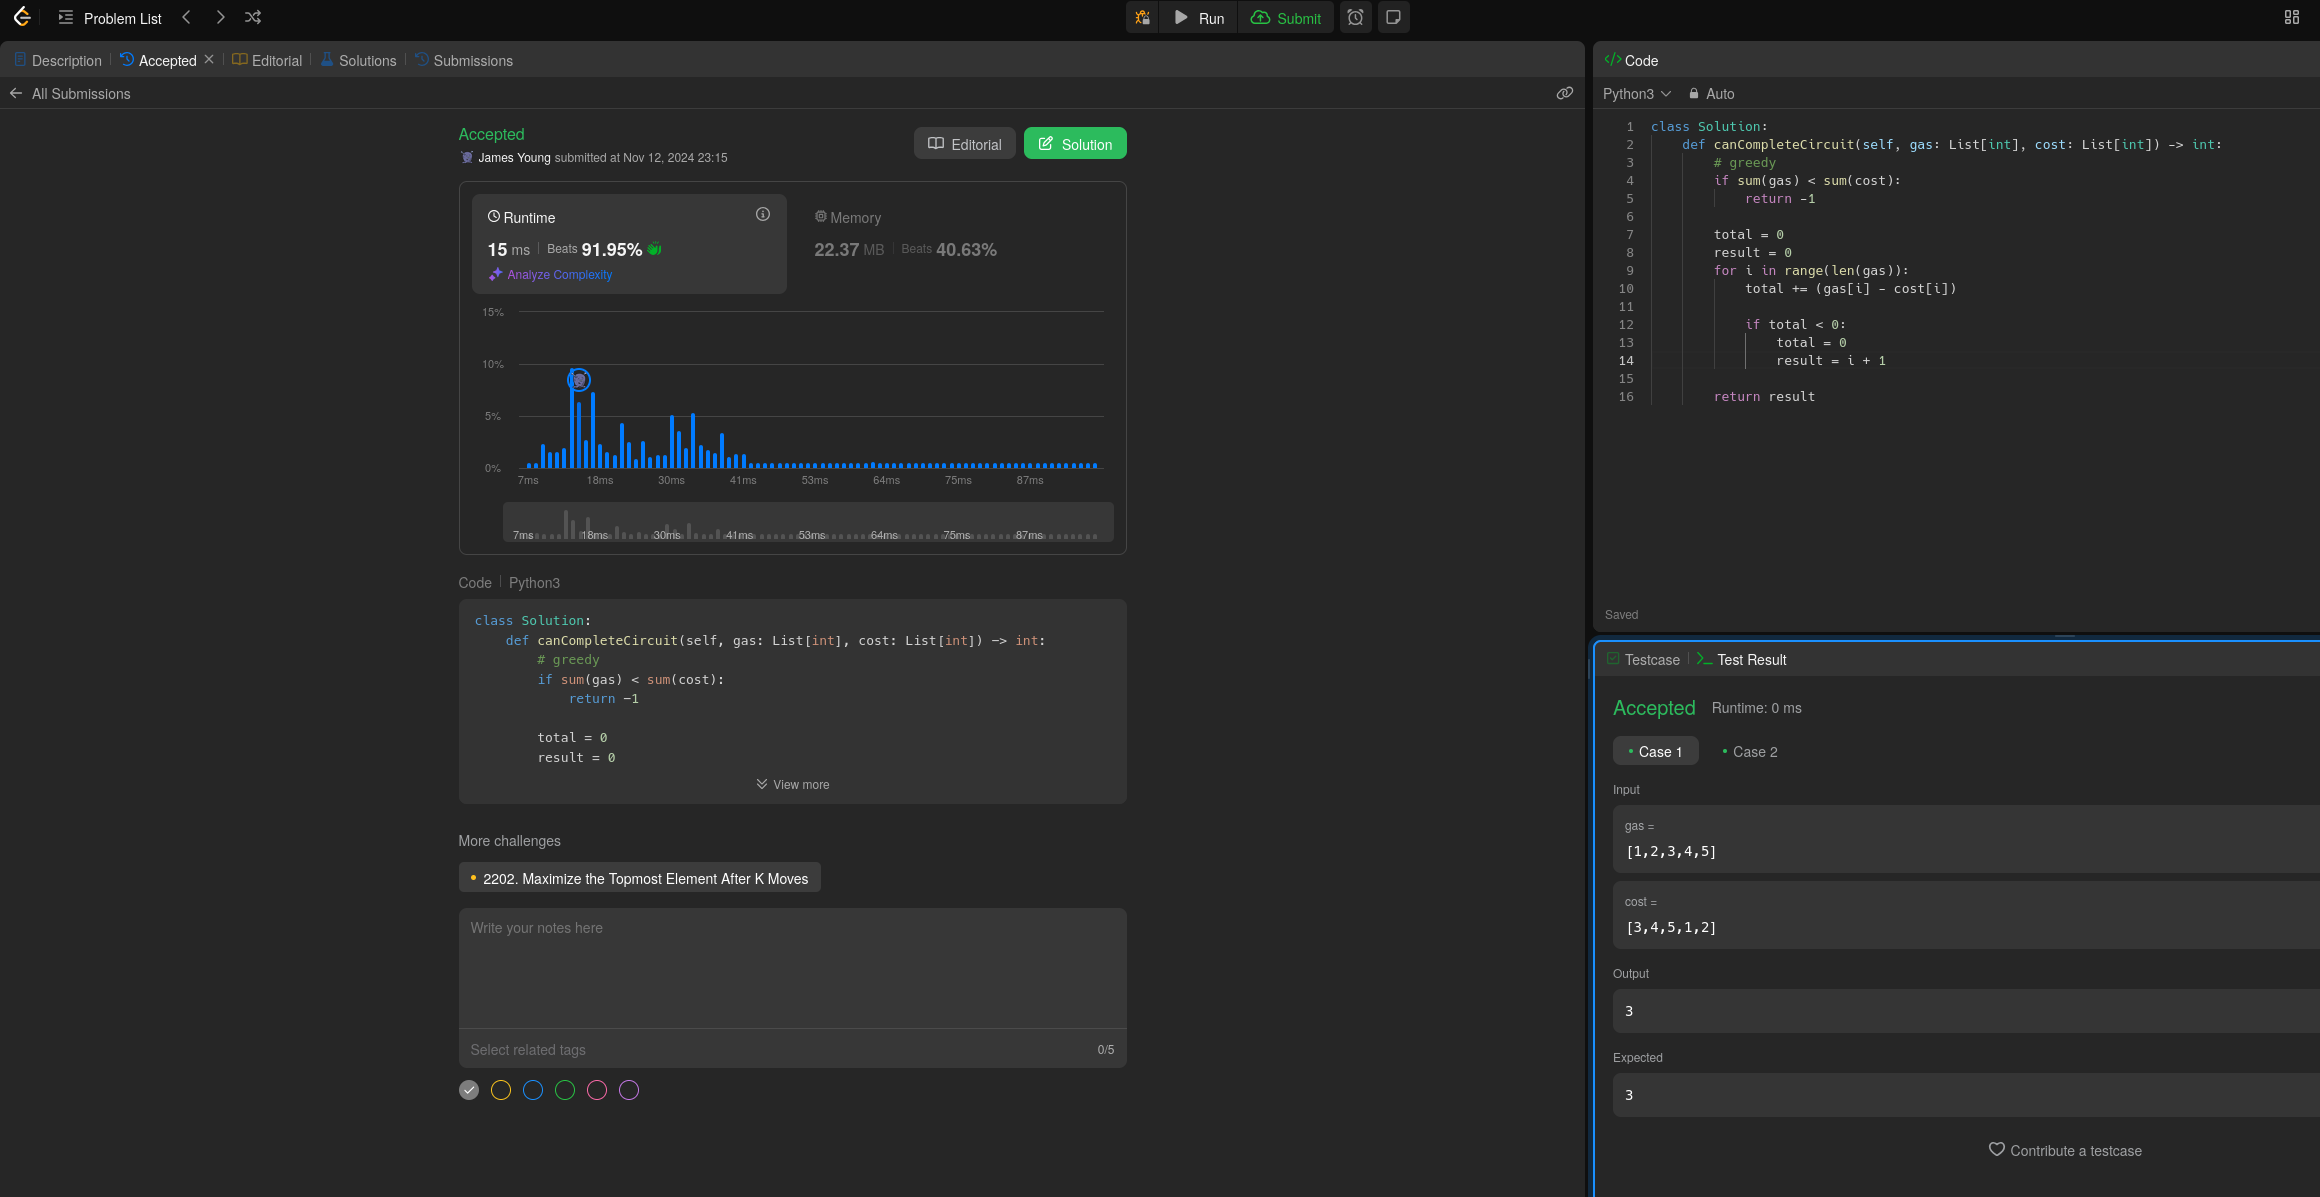 Problem List
Run
Submit
Description
Accepted
Editorial
Solutions
Submissions
All Submissions
Accepted
James Young submitted at Nov 12, 2024 23:15
Editorial
Solution
Runtime
15 ms
Beats 91.95%
Analyze Complexity
Memory
22.37 MB
Beats 40.63%
15%
10%
5%
0%
7ms 18ms 30ms 41ms 53ms 64ms 75ms 87ms
7ms 18ms 30ms 41ms 53ms 64ms 75ms 87ms
Code
Python3
class Solution:
def canCompleteCircuit(self, gas: List[int], cost: List[int]) -> int:
# greedy
if sum(gas) < sum(cost):
return -1
total = 0
result = 0
View more
More challenges
2202. Maximize the Topmost Element After K Moves
Write your notes here
Select related tags
0/5
</> Code
Python3
Auto
1 class Solution:
2 def canCompleteCircuit(self, gas: List[int], cost: List[int]) -> int:
3 # greedy
4 if sum(gas) < sum(cost):
5 return -1
6
7 total = 0
8 result = 0
9 for i in range(len(gas)):
10 total += (gas[i] - cost[i])
11
12 if total < 0:
13 total = 0
14 result = i + 1
15
16 return result
Saved
Testcase
Test Result
Accepted
Runtime: 0 ms
Case 1
Case 2
Input
gas =
[1,2,3,4,5]
cost =
[3,4,5,1,2]
Output
3
Expected
3
Contribute a testcase